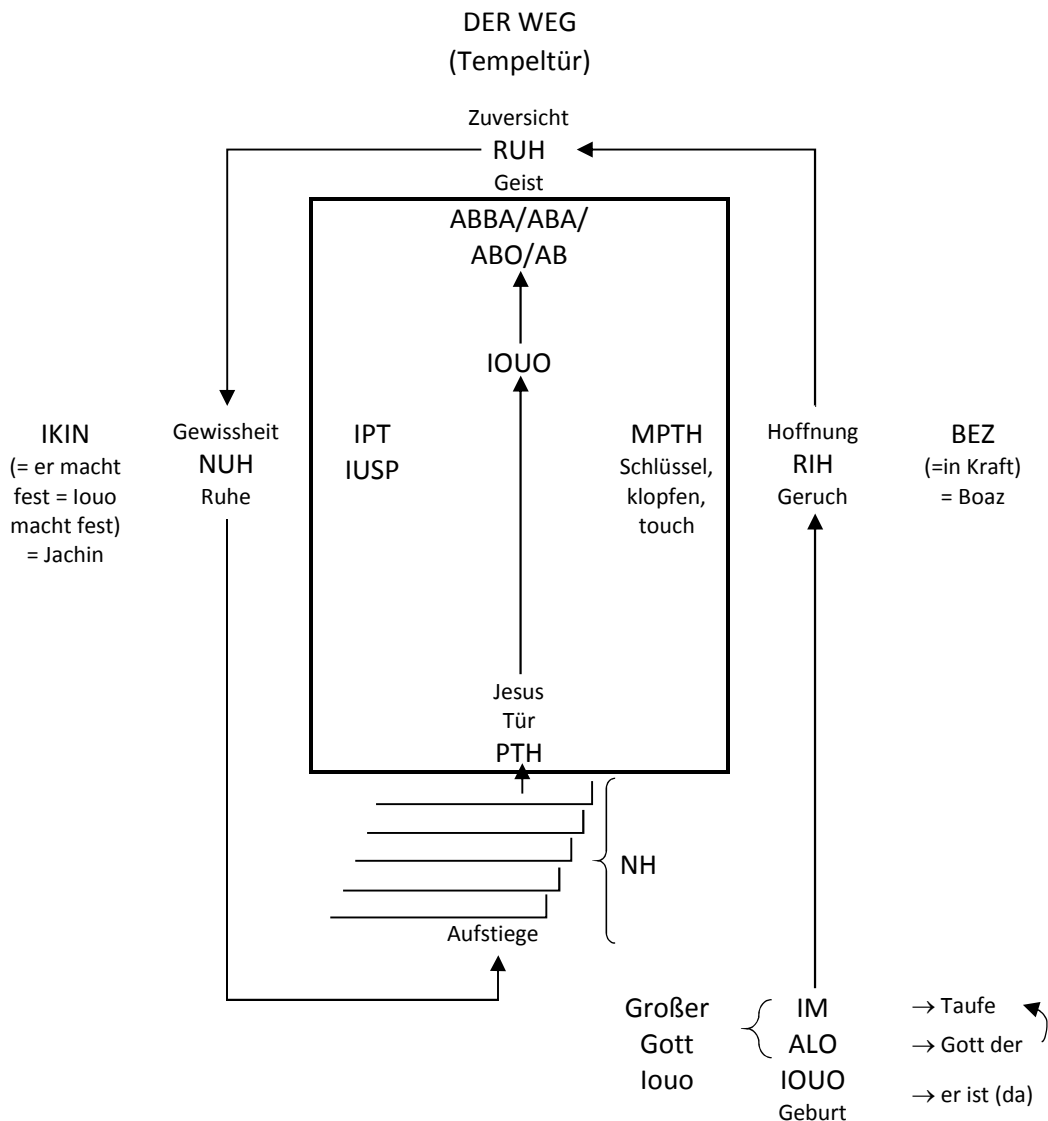 DER WEG
(Tempeltür)
Zuversicht
RUH
Geist
ABBA/ABA/
ABO/AB
IOUO
IKIN
(= er macht
fest = Iouo
macht fest)
= Jachin
Gewissheit
NUH
Ruhe
IPT
IUSP
MPTH
Schlüssel,
klopfen,
touch
Hoffnung
RIH
Geruch
BEZ
(=in Kraft)
= Boaz
Jesus
Tür
PTH
NH
Aufstiege
Großer
Gott
Iouo
IM
ALO
IOUO
Geburt
→ Taufe
→ Gott der
→ er ist (da)